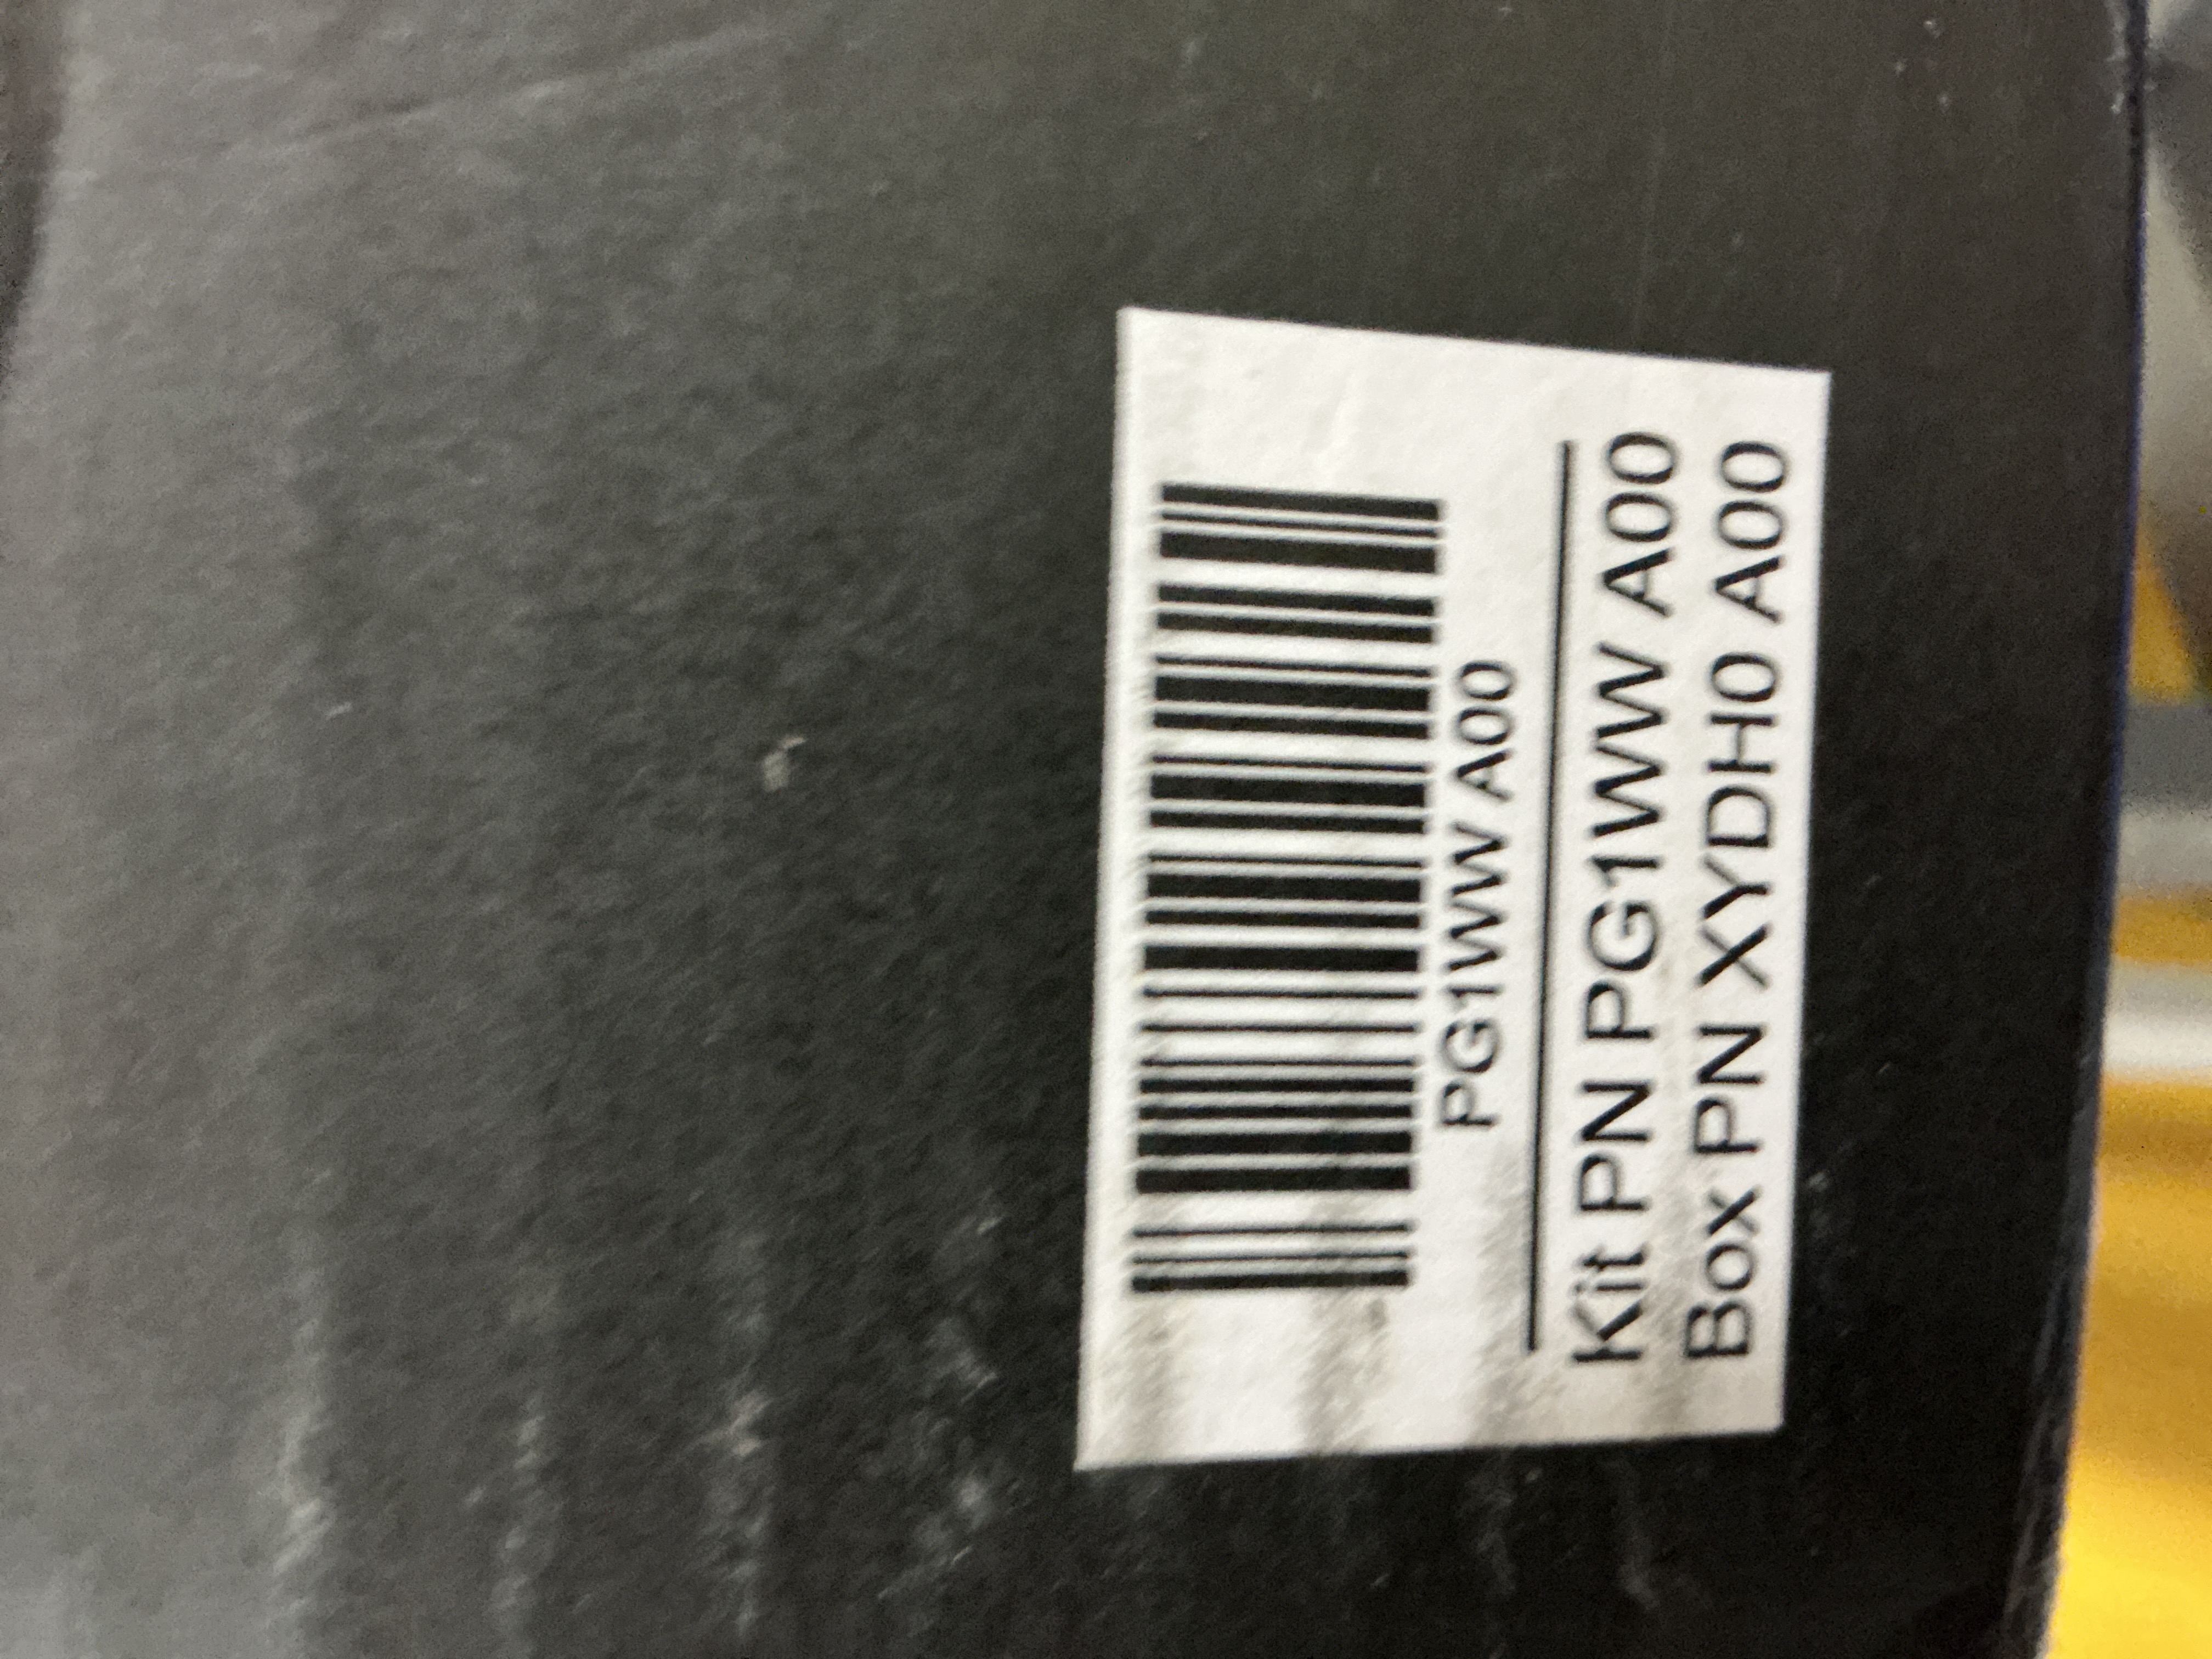 PG1WW A00
Kit PN PG1WW A00
Box PN XYDH0 A00